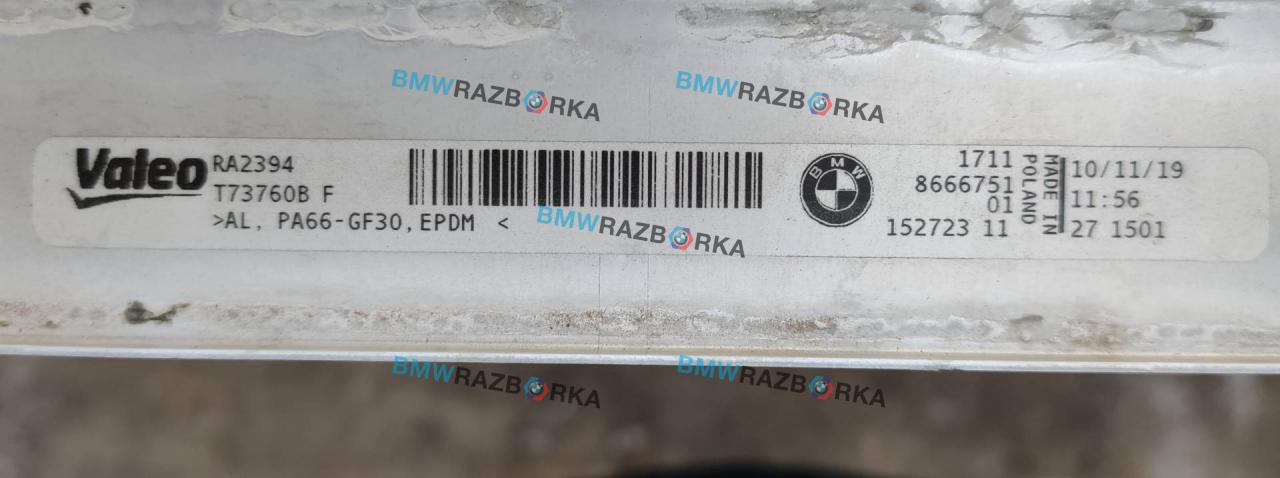 BMWRAZBORKA
BMWRAZBORKA
Valeo
RA2394
T73760B F
>AL, PA66-GF30,EPDM <
BMW
1711
8666751
01
152723 11
MADE IN
POLAND
10/11/19
11:56
27 1501
BMWRAZBORKA
BMWRAZBORKA
BMWRAZBORKA